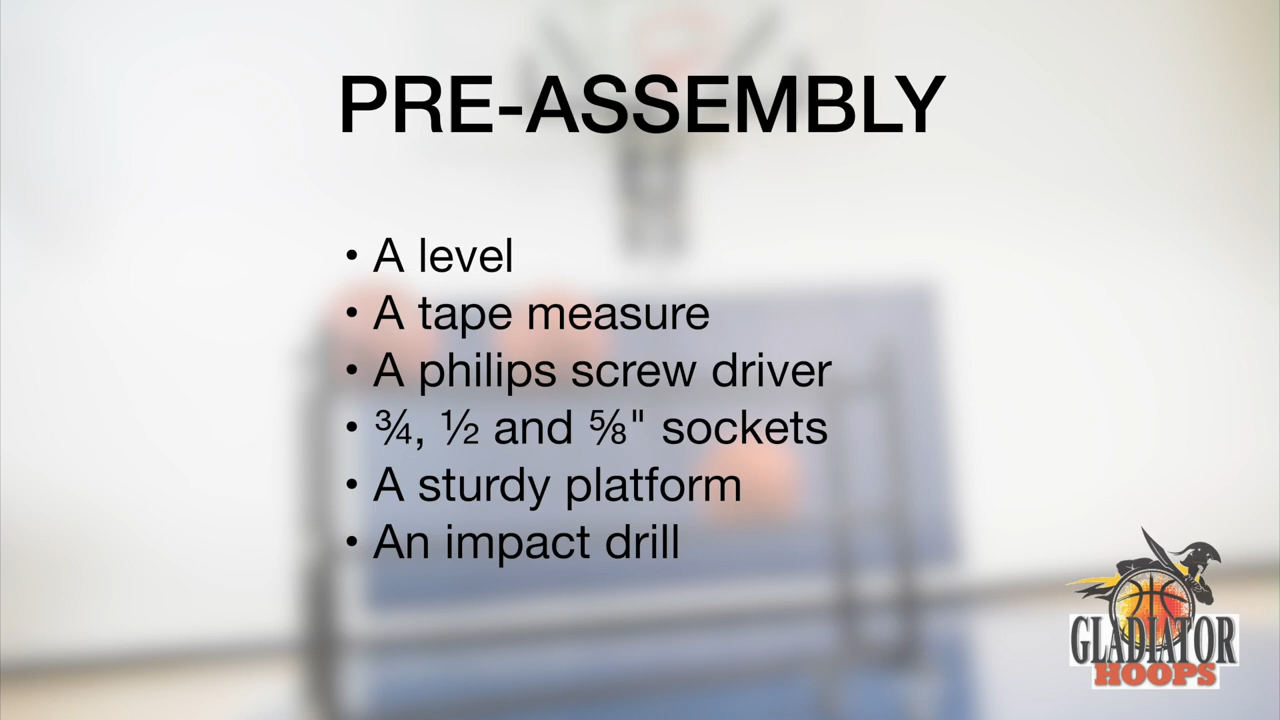 PRE-ASSEMBLY
• A level
• A tape measure
• A philips screw driver
• ¾, ½ and ⅝" sockets
• A sturdy platform
• An impact drill
GLADIATOR
HOOPS